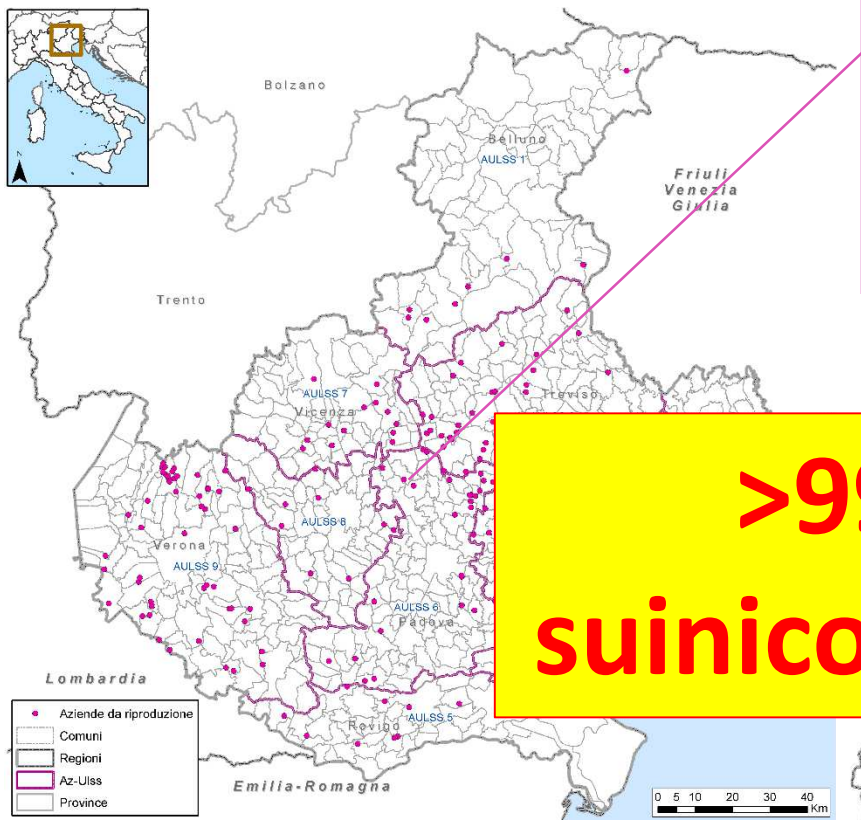 Bolzano
Belluno
AULSS 1
Friuli
Venezia
Giulia
Trento
AULSS 7
Vicenza
Treviso
>9
AULSS 8
Verona
AULSS 9
suinico
AULSS 6
Padova
Lombardia
Aziende da riproduzione
Comuni
Regioni
Az-Ulss
Province
Rovigo
AULSS 5
Emilia-Romagna
0 5 10 20 30 40
Km